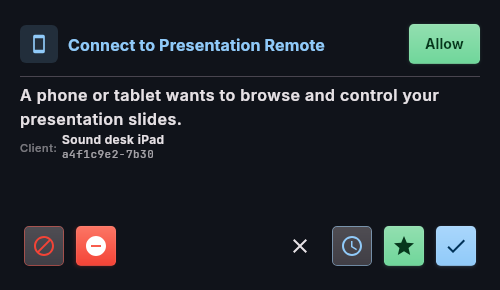 Connect to Presentation Remote
Allow
A phone or tablet wants to browse and control your
presentation slides.
Client: Sound desk iPad
a4f1c9e2-7b30